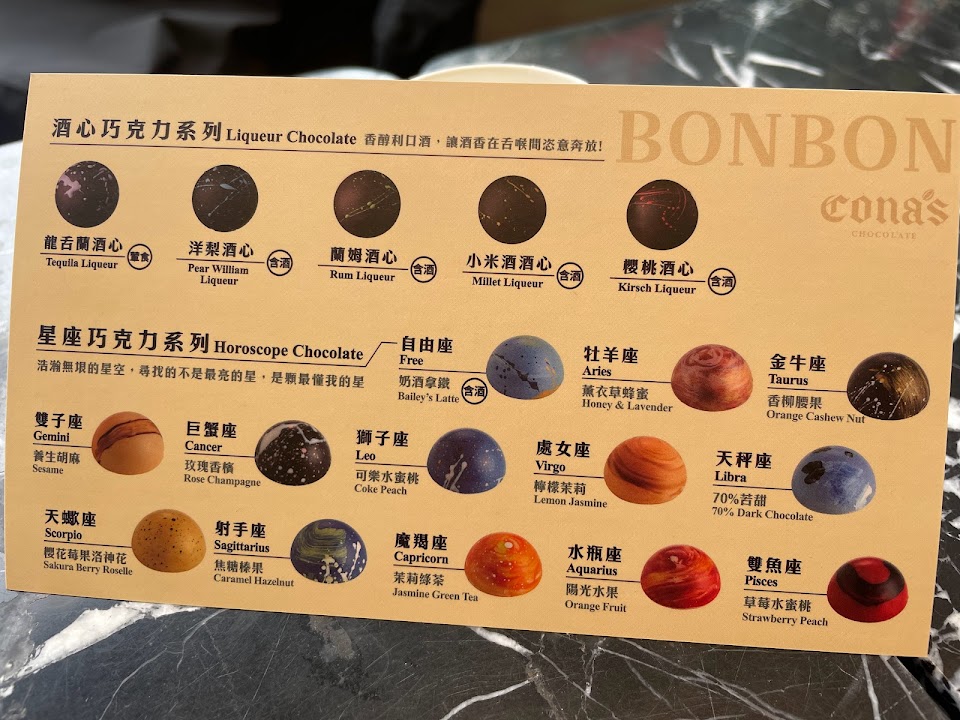 酒心巧克力系列 Liqueur Chocolate 香醇利口酒，讓酒香在舌喉間恣意奔放!
BONBON
cona's
CHOCOLATE
龍舌蘭酒心
Tequila Liqueur
葷食
洋梨酒心
Pear William
Liqueur
含酒
蘭姆酒心
Rum Liqueur
含酒
小米酒酒心
Millet Liqueur
含酒
櫻桃酒心
Kirsch Liqueur
含酒
星座巧克力系列 Horoscope Chocolate
浩瀚無垠的星空，尋找的不是最亮的星，是顆最懂我的星
自由座
Free
奶酒拿鐵
Bailey's Latte
含酒
牡羊座
Aries
薰衣草蜂蜜
Honey & Lavender
金牛座
Taurus
香柳腰果
Orange Cashew Nut
雙子座
Gemini
養生胡麻
Sesame
巨蟹座
Cancer
玫瑰香檳
Rose Champagne
獅子座
Leo
可樂水蜜桃
Coke Peach
處女座
Virgo
檸檬茉莉
Lemon Jasmine
天秤座
Libra
70%苦甜
70% Dark Chocolate
天蠍座
Scorpio
櫻花莓果洛神花
Sakura Berry Roselle
射手座
Sagittarius
焦糖榛果
Caramel Hazelnut
魔羯座
Capricorn
茉莉綠茶
Jasmine Green Tea
水瓶座
Aquarius
陽光水果
Orange Fruit
雙魚座
Pisces
草莓水蜜桃
Strawberry Peach